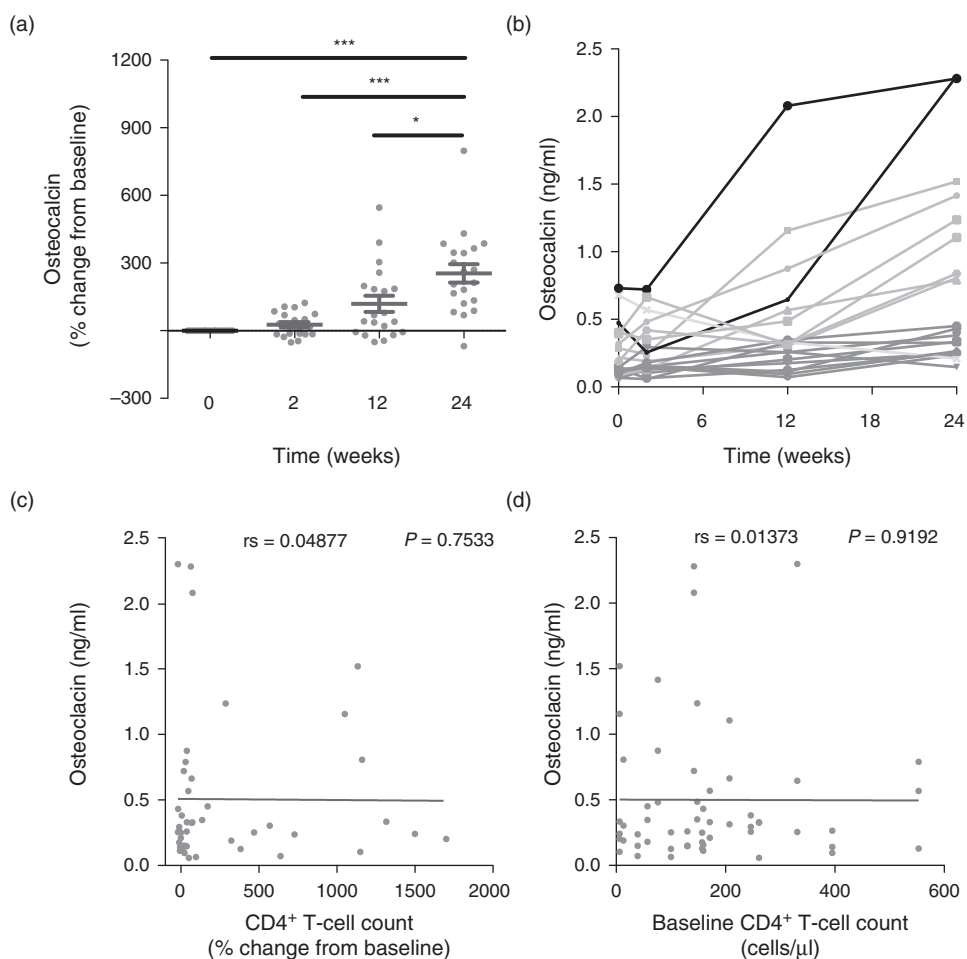 (a)
***
***
*
1200
900
600
300
−300
Osteocalcin
(% change from baseline)
0 2 12 24
Time (weeks)
(b)
2.5
2.0
1.5
1.0
0.5
0.0
Osteocalcin (ng/ml)
0 6 12 18 24
Time (weeks)
(c)
rs = 0.04877 P = 0.7533
2.5
2.0
1.5
1.0
0.5
0.0
Osteoclacin (ng/ml)
0 500 1000 1500 2000
CD4+ T-cell count
(% change from baseline)
(d)
rs = 0.01373 P = 0.9192
2.5
2.0
1.5
1.0
0.5
0.0
Osteoclacin (ng/ml)
0 200 400 600
Baseline CD4+ T-cell count
(cells/μl)